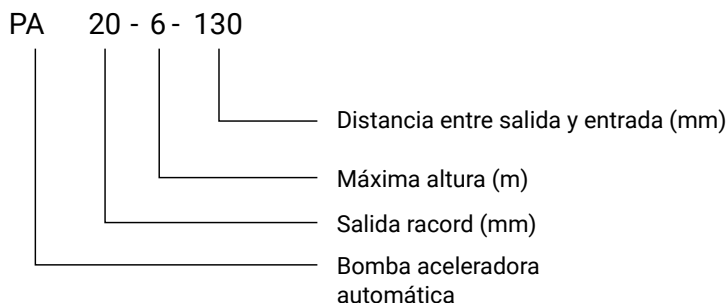 PA 20 - 6 - 130
Distancia entre salida y entrada (mm)
Máxima altura (m)
Salida racord (mm)
Bomba aceleradora
automática